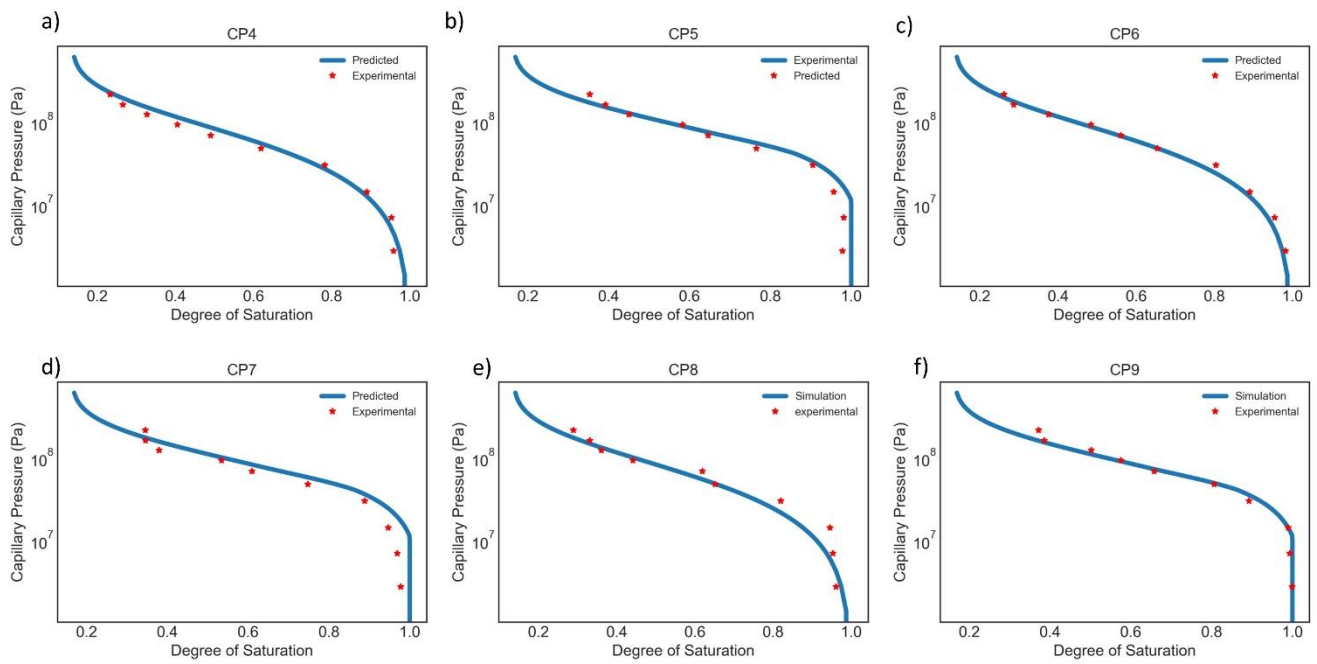 a)
CP4
Predicted
Experimental
Capillary Pressure (Pa)
10^8
10^7
0.2 0.4 0.6 0.8 1.0
Degree of Saturation
b)
CP5
Experimental
Predicted
Capillary Pressure (Pa)
10^8
10^7
0.2 0.4 0.6 0.8 1.0
Degree of Saturation
c)
CP6
Predicted
Experimental
Capillary Pressure (Pa)
10^8
10^7
0.2 0.4 0.6 0.8 1.0
Degree of Saturation
d)
CP7
Predicted
Experimental
Capillary Pressure (Pa)
10^8
10^7
0.2 0.4 0.6 0.8 1.0
Degree of Saturation
e)
CP8
Simulation
experimental
Capillary Pressure (Pa)
10^8
10^7
0.2 0.4 0.6 0.8 1.0
Degree of Saturation
f)
CP9
Simulation
Experimental
Capillary Pressure (Pa)
10^8
10^7
0.2 0.4 0.6 0.8 1.0
Degree of Saturation